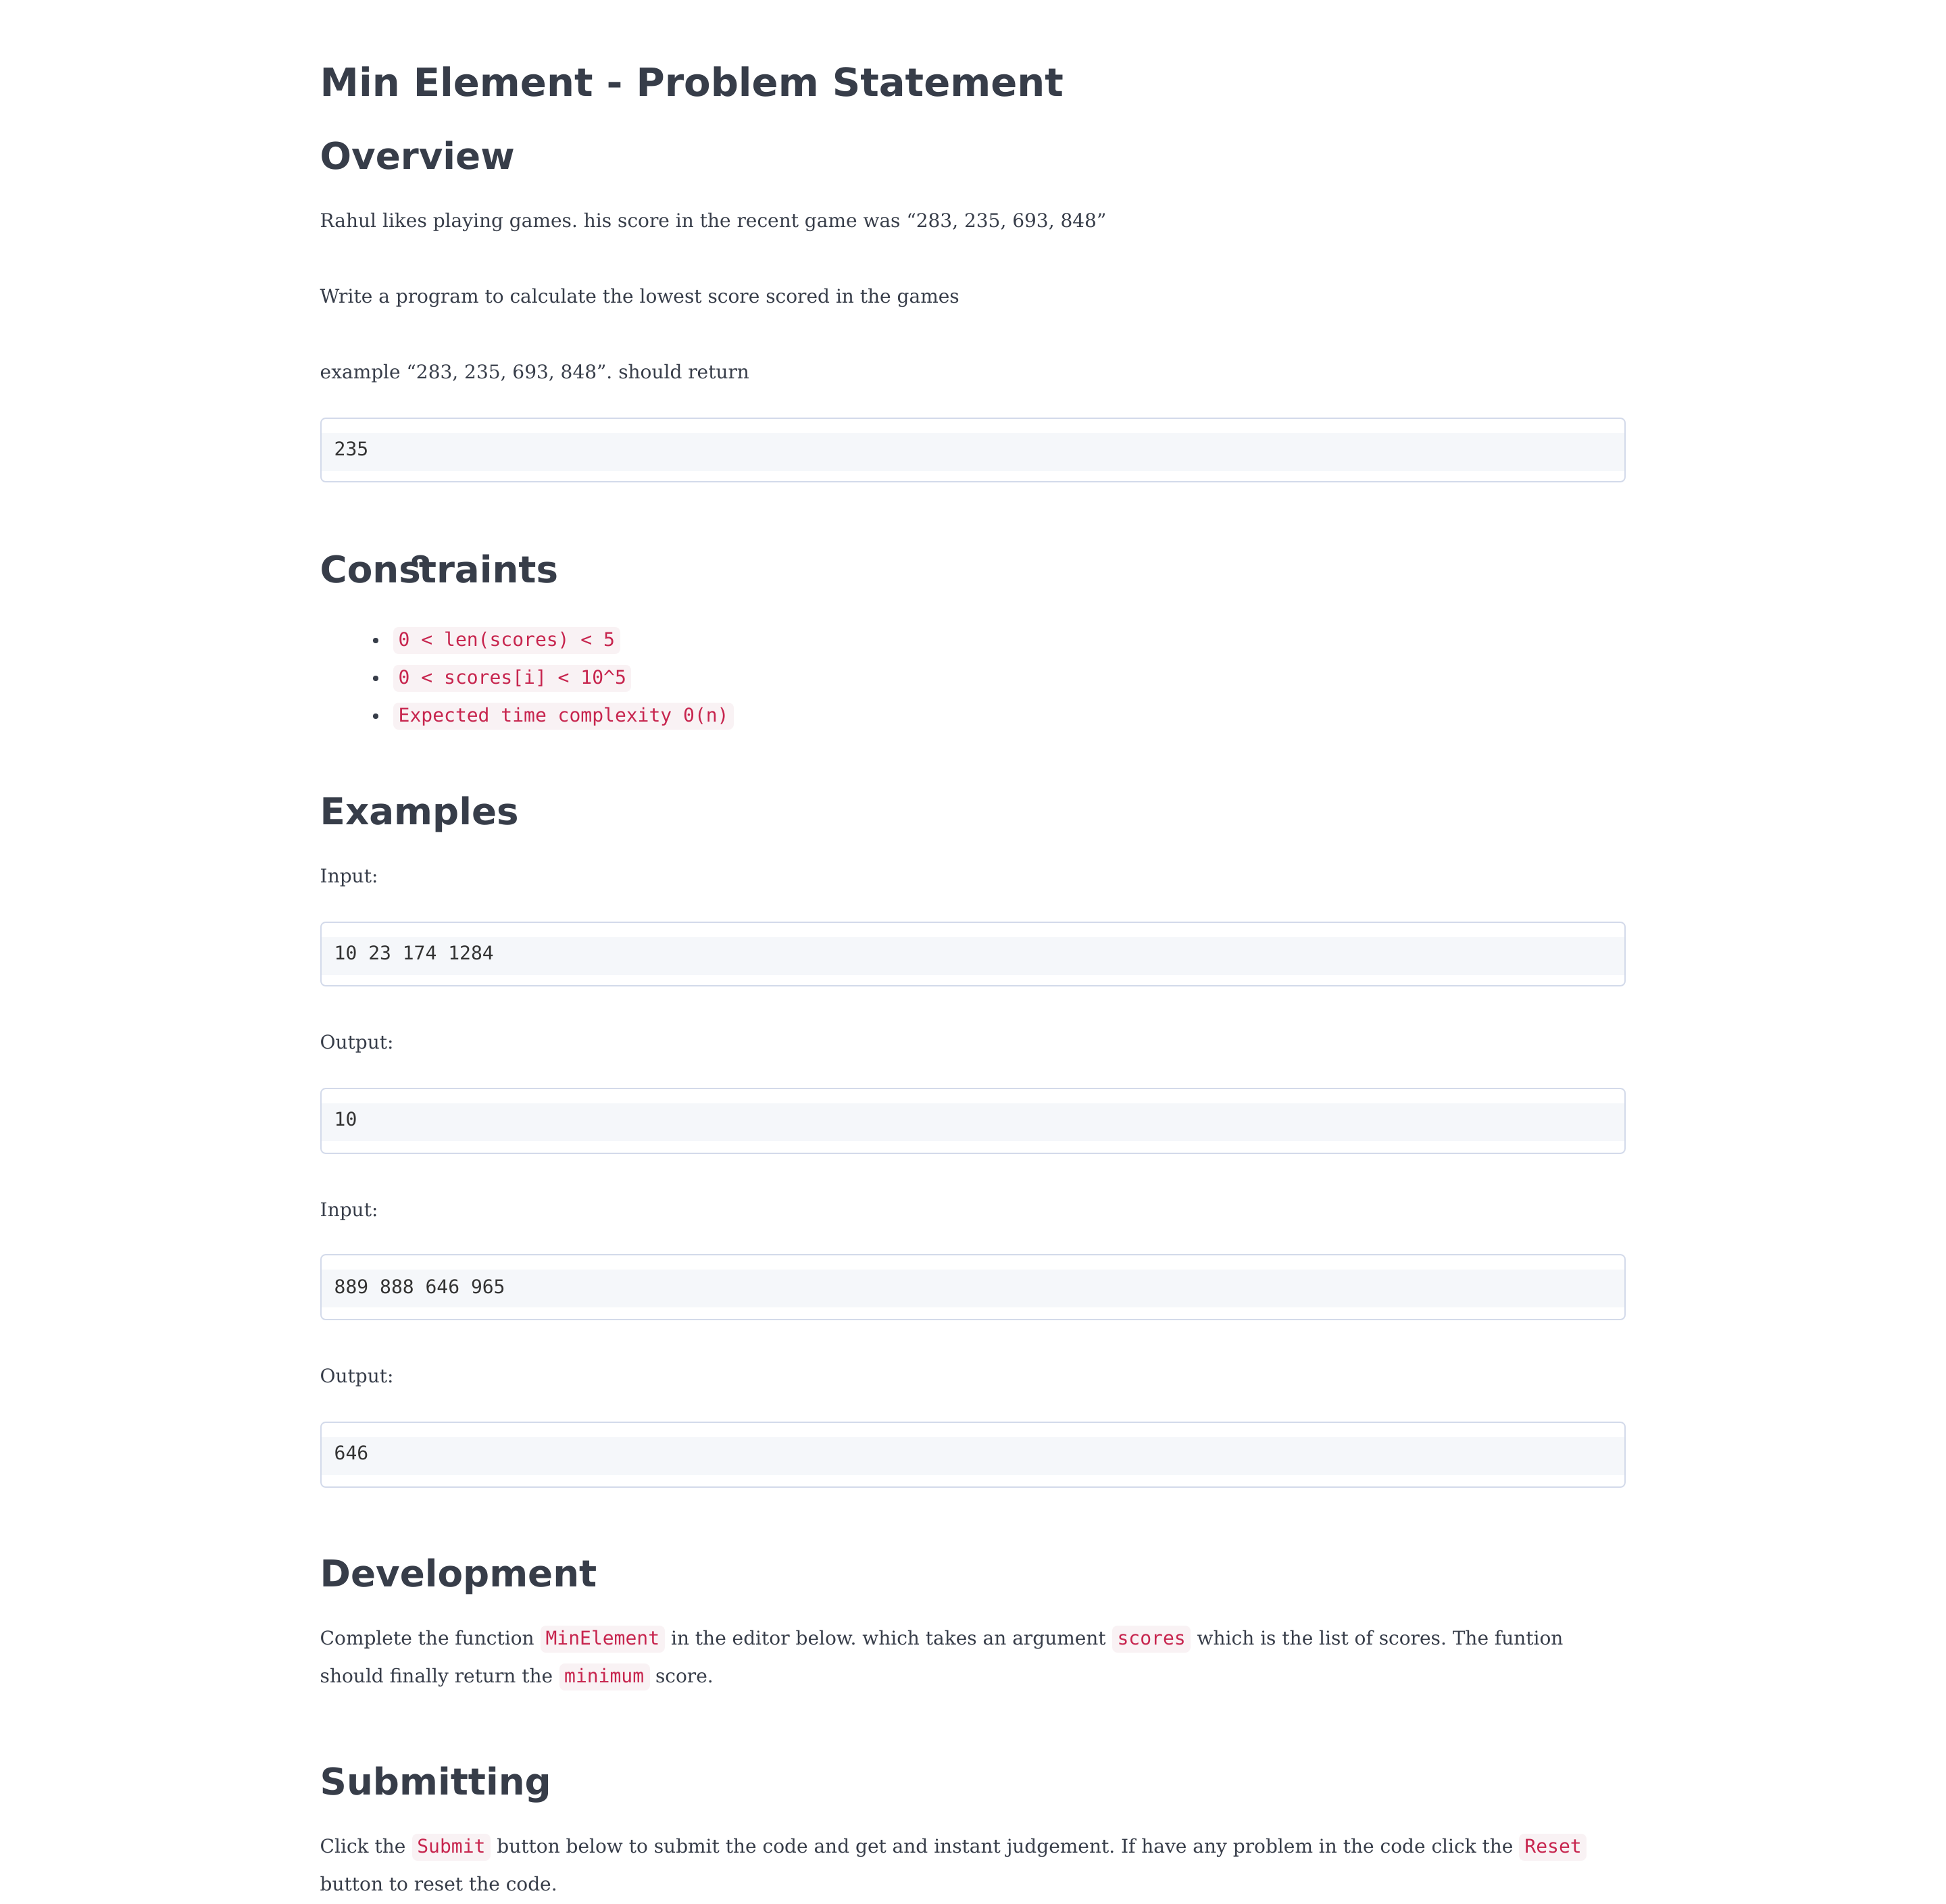 Min Element - Problem Statement
Overview
Rahul likes playing games. his score in the recent game was “283, 235, 693, 848”
Write a program to calculate the lowest score scored in the games
example “283, 235, 693, 848”. should return
235
Constraints
• 0 < len(scores) < 5
• 0 < scores[i] < 10^5
• Expected time complexity 0(n)
Examples
Input:
10 23 174 1284
Output:
10
Input:
889 888 646 965
Output:
646
Development
Complete the function MinElement in the editor below. which takes an argument scores which is the list of scores. The funtion
should finally return the minimum score.
Submitting
Click the Submit button below to submit the code and get and instant judgement. If have any problem in the code click the Reset
button to reset the code.